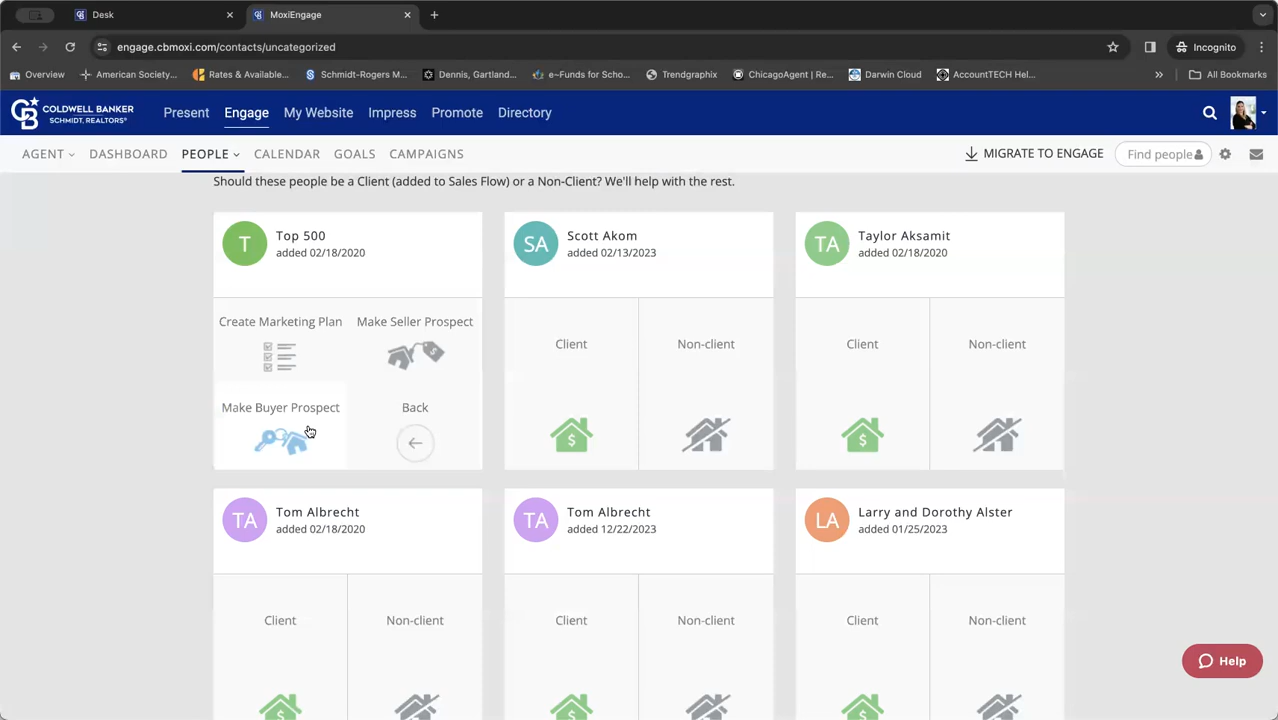 Desk
MoxiEngage
engage.cbmoxi.com/contacts/uncategorized
Incognito
Overview
American Society...
Rates & Available...
Schmidt-Rogers M...
Dennis, Gartland...
e~Funds for Scho...
Trendgraphix
ChicagoAgent | Re...
Darwin Cloud
AccountTECH Hel...
»
All Bookmarks
CB
COLDWELL BANKER
SCHMIDT, REALTORS®
Present
Engage
My Website
Impress
Promote
Directory
AGENT
DASHBOARD
PEOPLE
CALENDAR
GOALS
CAMPAIGNS
MIGRATE TO ENGAGE
Find people
Should these people be a Client (added to Sales Flow) or a Non-Client? We'll help with the rest.
T
Top 500
added 02/18/2020
SA
Scott Akom
added 02/13/2023
TA
Taylor Aksamit
added 02/18/2020
Create Marketing Plan
Make Seller Prospect
Make Buyer Prospect
Back
Client
Non-client
Client
Non-client
TA
Tom Albrecht
added 02/18/2020
TA
Tom Albrecht
added 12/22/2023
LA
Larry and Dorothy Alster
added 01/25/2023
Client
Non-client
Client
Non-client
Client
Non-client
Help